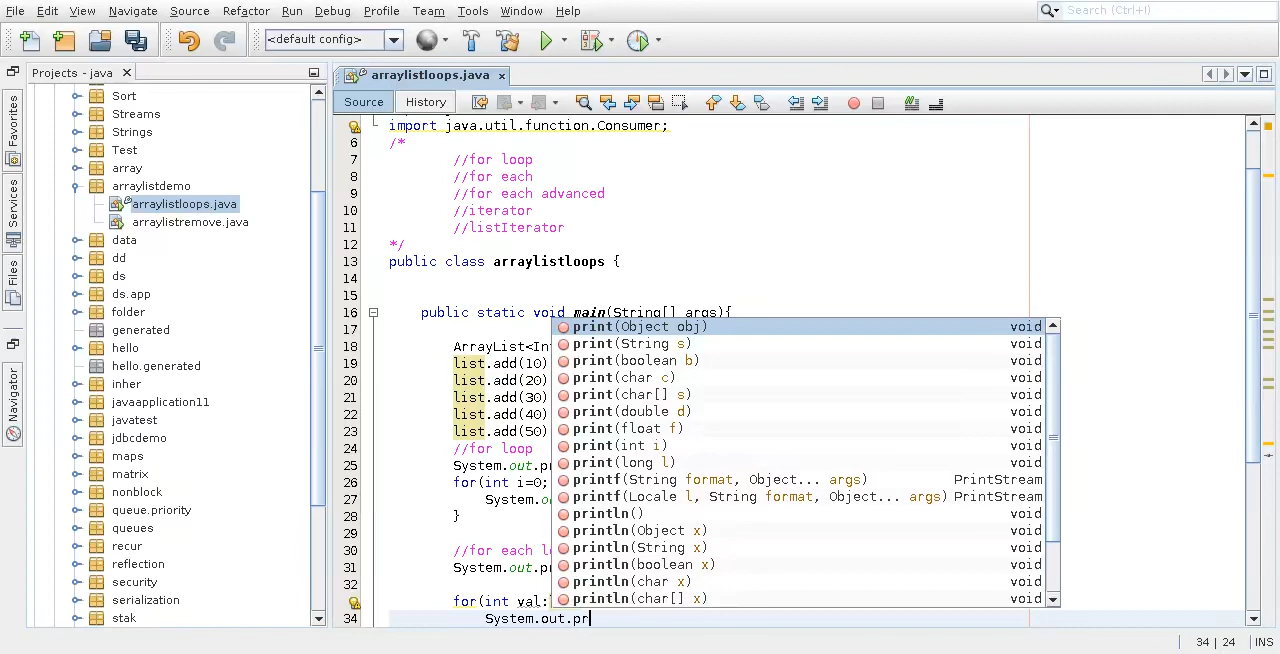 File Edit View Navigate Source Refactor Run Debug Profile Team Tools Window Help
Search (Ctrl+I)
<default config>
Projects - java
arraylistloops.java
Source History
Favorites
Services
Files
Navigator
Sort
Streams
Strings
Test
array
arraylistdemo
arraylistloops.java
arraylistremove.java
data
dd
ds
ds.app
folder
generated
hello
hello.generated
inher
javaapplication11
javatest
jdbcdemo
maps
matrix
nonblock
queue.priority
queues
recur
reflection
security
serialization
stak
import java.util.function.Consumer;
6 /*
7 //for loop
8 //for each
9 //for each advanced
10 //iterator
11 //listIterator
12 */
13 public class arraylistloops {
14
15
16 public static void main(String[] args){
17
18 ArrayList<Int
19 list.add(10)
20 list.add(20)
21 list.add(30)
22 list.add(40)
23 list.add(50)
24 //for loop
25 System.out.pr
26 for(int i=0;
27 System.ou
28 }
29
30 //for each l
31 System.out.pr
32
for(int val:
34 System.out.pr
print(Object obj) void
print(String s) void
print(boolean b) void
print(char c) void
print(char[] s) void
print(double d) void
print(float f) void
print(int i) void
print(long l) void
printf(String format, Object... args) PrintStream
printf(Locale l, String format, Object... args) PrintStream
println() void
println(Object x) void
println(String x) void
println(boolean x) void
println(char x) void
println(char[] x) void
34 | 24 INS